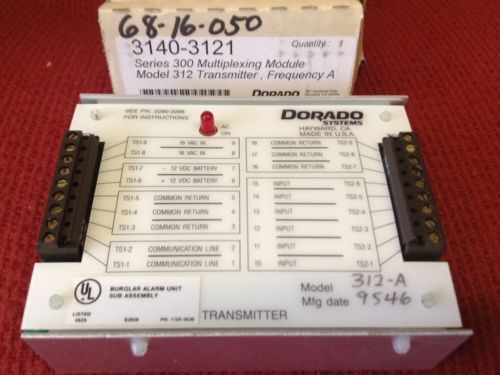 68-16-050
3140-3121 Quantity: 1
Series 300 Multiplexing Module
Model 312 Transmitter, Frequency A
DORADO
SEE PN: 2290-3298
FOR INSTRUCTIONS
AC
ON
DORADO
SYSTEMS
HAYWARD, CA
MADE IN U.S.A.
TS1-9 16 VAC IN 9
TS1-8 16 VAC IN 8
TS1-7 - 12 VDC BATTERY 7
TS1-6 + 12 VDC BATTERY 6
TS1-5 COMMON RETURN 5
TS1-4 COMMON RETURN 4
TS1-3 COMMON RETURN 3
TS1-2 COMMUNICATION LINE 2
TS1-1 COMMUNICATION LINE 1
18 COMMON RETURN TS2-9
17 COMMON RETURN TS2-8
16 COMMON RETURN TS2-7
15 INPUT TS2-6
14 INPUT TS2-5
13 INPUT TS2-4
12 INPUT TS2-3
11 INPUT TS2-2
10 INPUT TS2-1
UL
LISTED
BURGLAR ALARM UNIT
SUB ASSEMBLY
TRANSMITTER
Model 312-A
Mfg date 9546